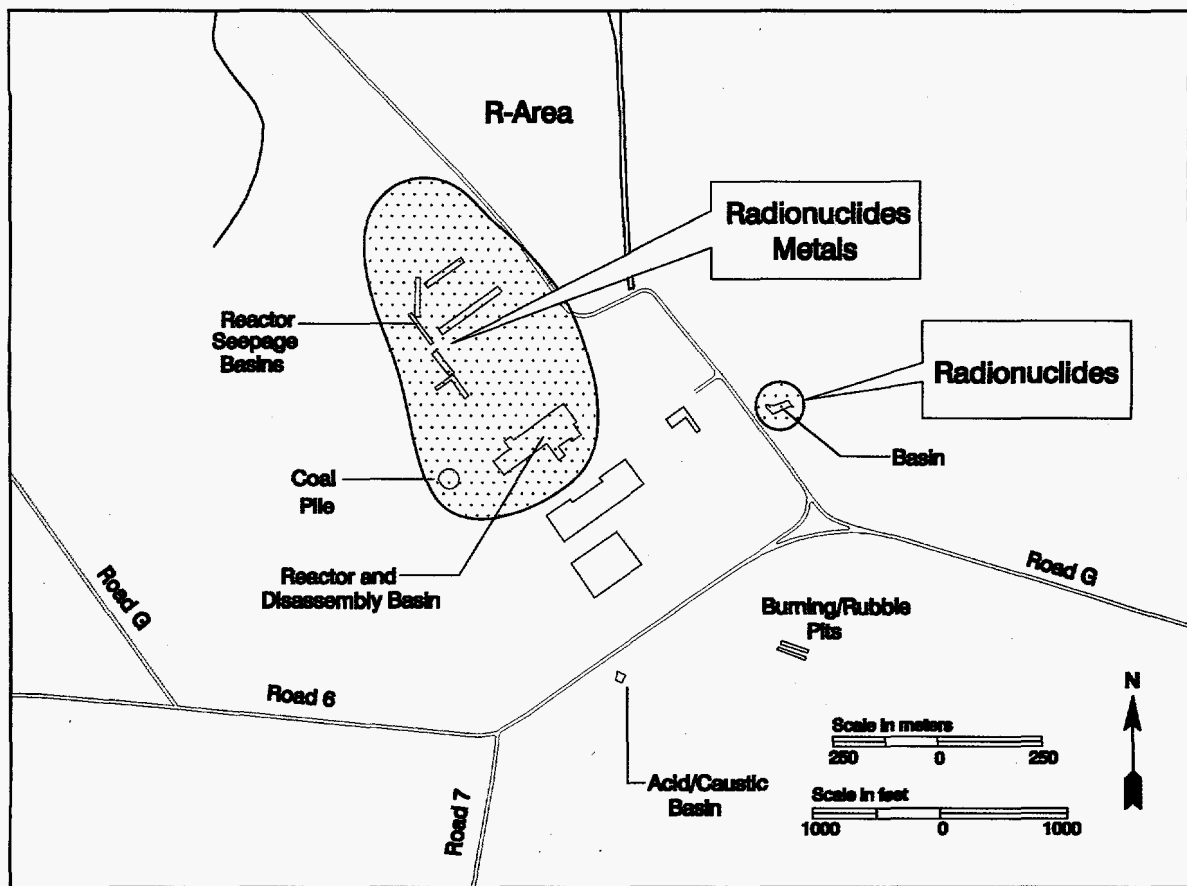 R-Area
Radionuclides
Metals
Reactor
Seepage
Basins
Radionuclides
Basin
Coal
Pile
Reactor and
Disassembly Basin
Road G
Road G
Burning/Rubble
Pits
Road 6
N
Scale in meters
250 0 250
Acid/Caustic
Basin
Scale in feet
1000 0 1000
Road 7